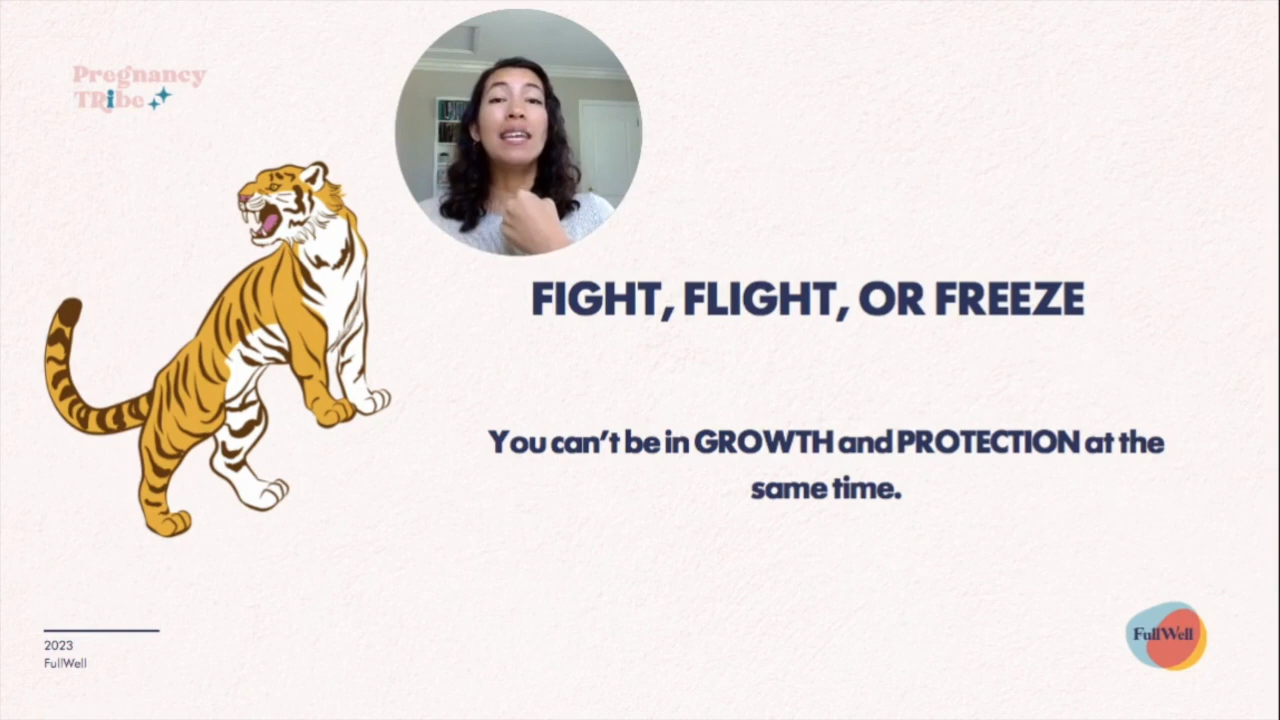 Pregnancy
TRibe
FIGHT, FLIGHT, OR FREEZE
You can't be in GROWTH and PROTECTION at the
same time.
2023
FullWell
FullWell